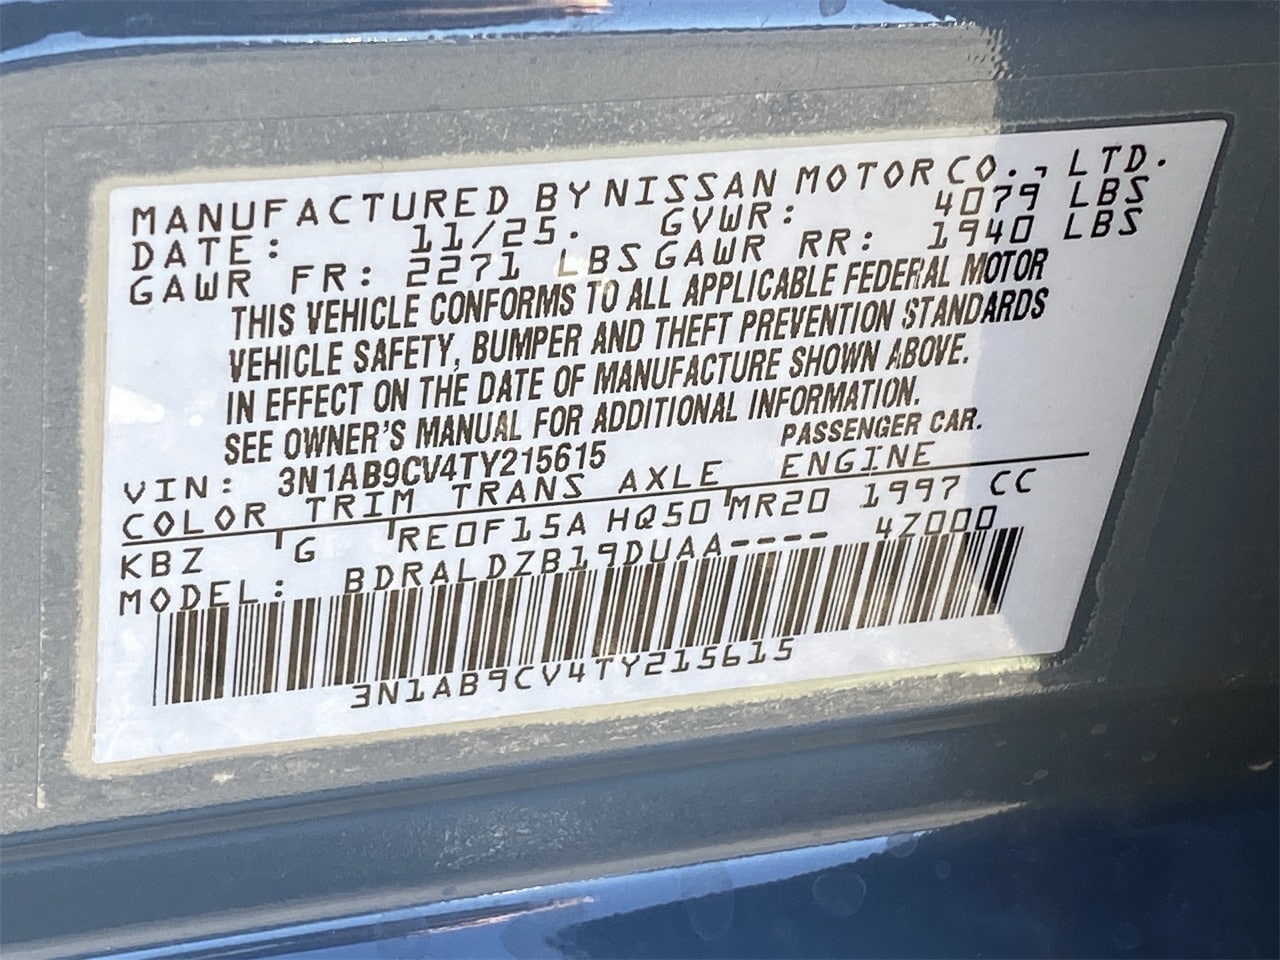 MANUFACTURED BY NISSAN MOTOR CO., LTD.
DATE: 11/25. GVWR: 4079 LBS
GAWR FR: 2271 LBS GAWR RR: 1940 LBS
THIS VEHICLE CONFORMS TO ALL APPLICABLE FEDERAL MOTOR
VEHICLE SAFETY, BUMPER AND THEFT PREVENTION STANDARDS
IN EFFECT ON THE DATE OF MANUFACTURE SHOWN ABOVE.
SEE OWNER'S MANUAL FOR ADDITIONAL INFORMATION.
VIN: 3N1AB9CV4TY215615 PASSENGER CAR.
COLOR TRIM TRANS AXLE ENGINE
KBZ G RE0F15A HQ50 MR20 1997 CC
MODEL: BDRALDZB19DUAA---- 4Z000
3N1AB9CV4TY215615